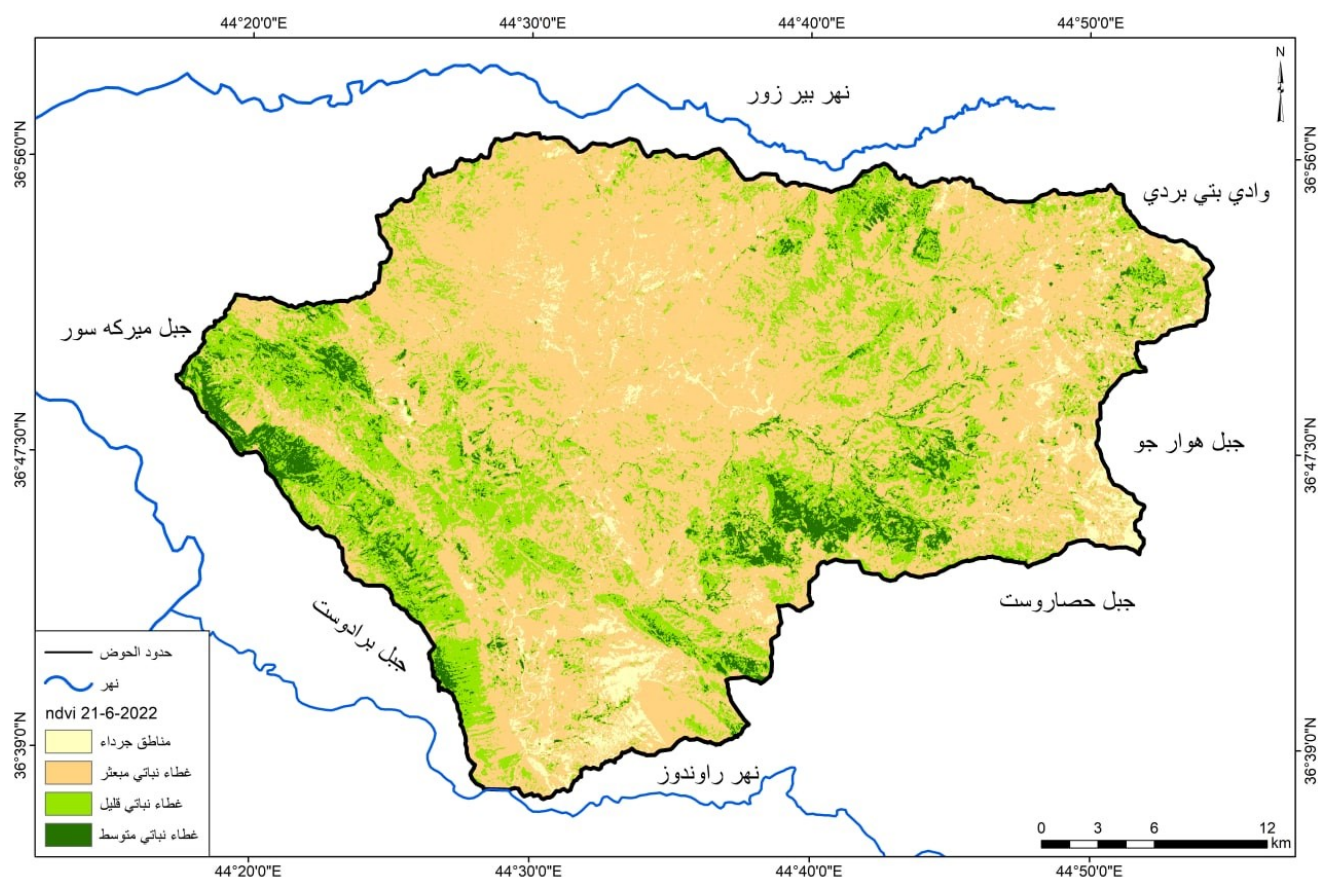 44°20'0"E
44°30'0"E
44°40'0"E
44°50'0"E
N
نهر بير زور
36°56'0"N
36°56'0"N
وادي بتي بردي
جبل ميركه سور
36°47'30"N
36°47'30"N
جبل هوار جو
جبل حصاروست
جبل برادوست
نهر راوندوز
36°39'0"N
36°39'0"N
حدود الحوض
نهر
ndvi 21-6-2022
مناطق جرداء
غطاء نباتي مبعثر
غطاء نباتي قليل
غطاء نباتي متوسط
0 3 6 12
km
44°20'0"E
44°30'0"E
44°40'0"E
44°50'0"E